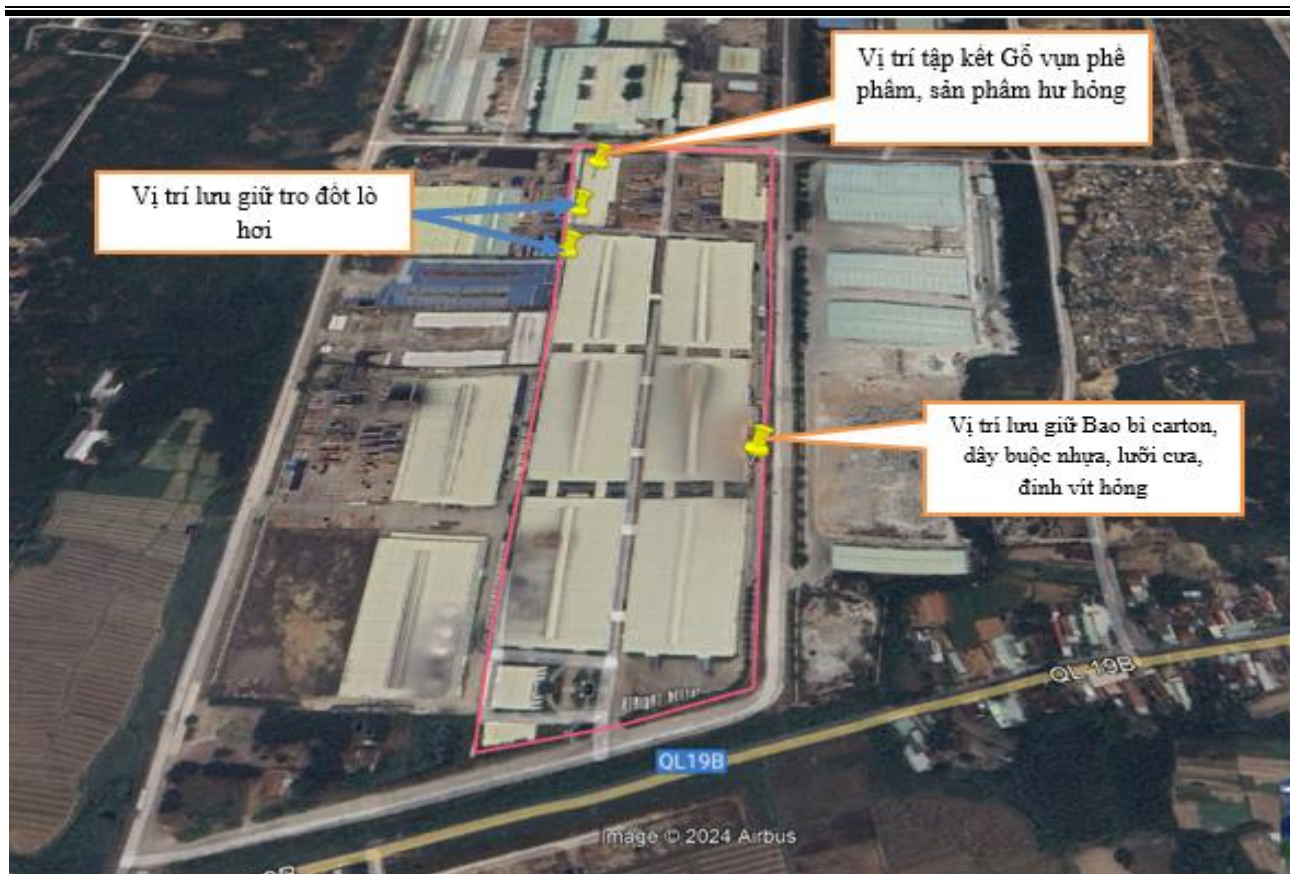 Vị trí tập kết Gỗ vụn phế
phẩm, sản phẩm hư hỏng
Vị trí lưu giữ tro đốt lò
hơi
Vị trí lưu giữ Bao bì carton,
dây buộc nhựa, lưỡi cưa,
đinh vít hỏng
QL 19B
QL19B
Image © 2024 Airbus
9B